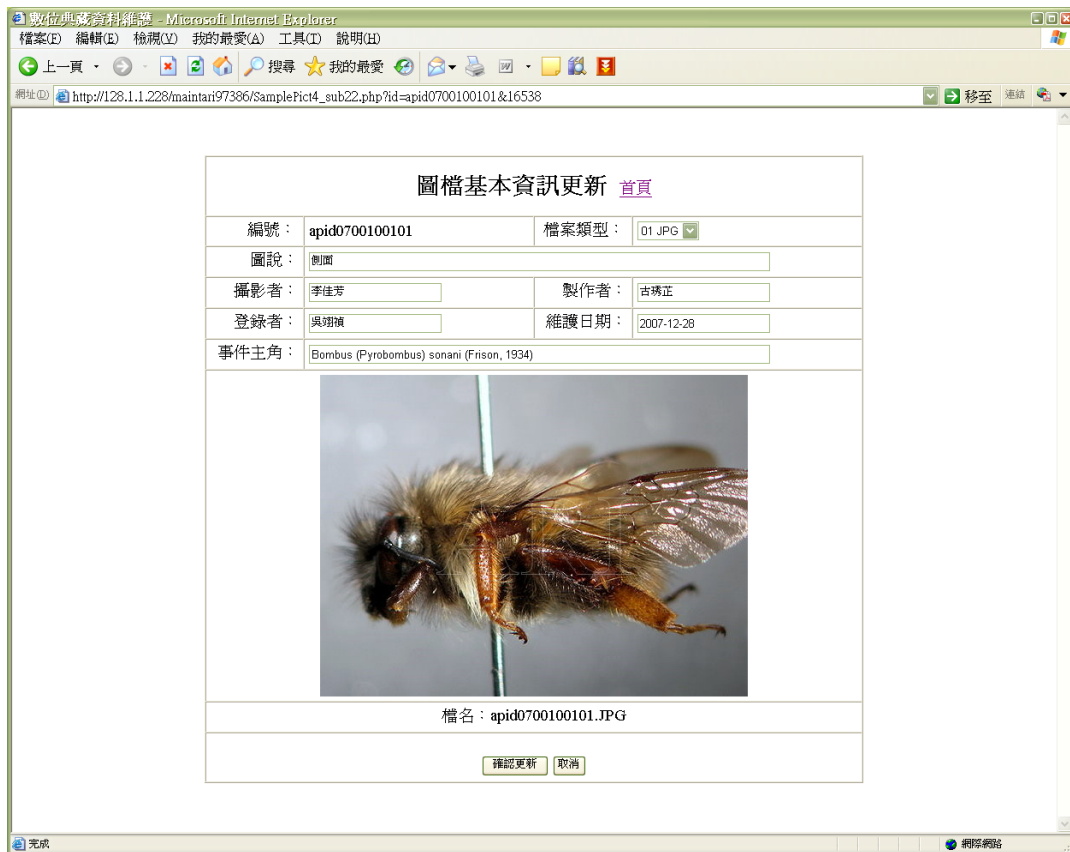 數位典藏資料維護 - Microsoft Internet Explorer
檔案(F) 編輯(E) 檢視(V) 我的最愛(A) 工具(T) 說明(H)
上一頁 搜尋 我的最愛
網址(D) http://128.1.1.228/maintari97386/SamplePict4_sub22.php?id=apid0700100101&16538 移至 連結
圖檔基本資訊更新 首頁
編號： apid0700100101 檔案類型： 01 JPG
圖說： 側面
攝影者： 李佳芳 製作者： 古琇芷
登錄者： 吳翊禎 維護日期： 2007-12-28
事件主角： Bombus (Pyrobombus) sonani (Frison, 1934)
TARI
檔名：apid0700100101.JPG
確認更新 取消
完成 網際網路